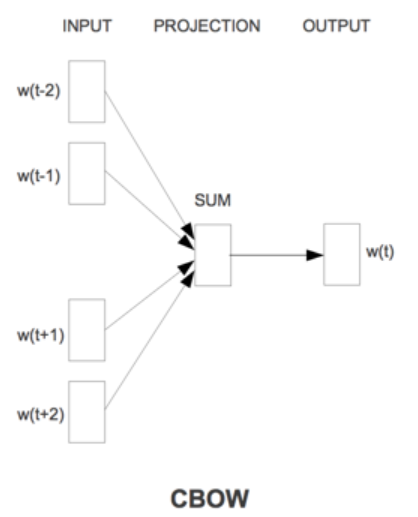 INPUT PROJECTION OUTPUT
w(t-2)
w(t-1)
SUM
w(t)
w(t+1)
w(t+2)
CBOW